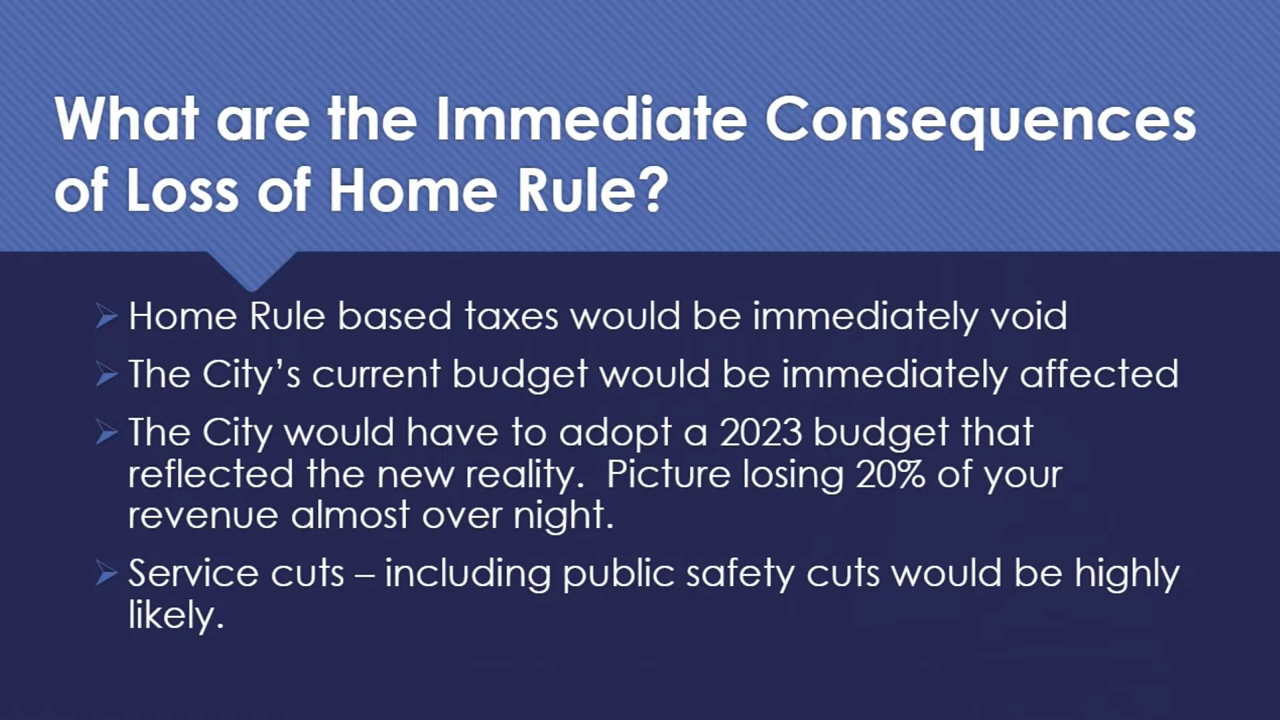 What are the Immediate Consequences
of Loss of Home Rule?
Home Rule based taxes would be immediately void
The City’s current budget would be immediately affected
The City would have to adopt a 2023 budget that
reflected the new reality.  Picture losing 20% of your
revenue almost over night.
Service cuts – including public safety cuts would be highly
likely.